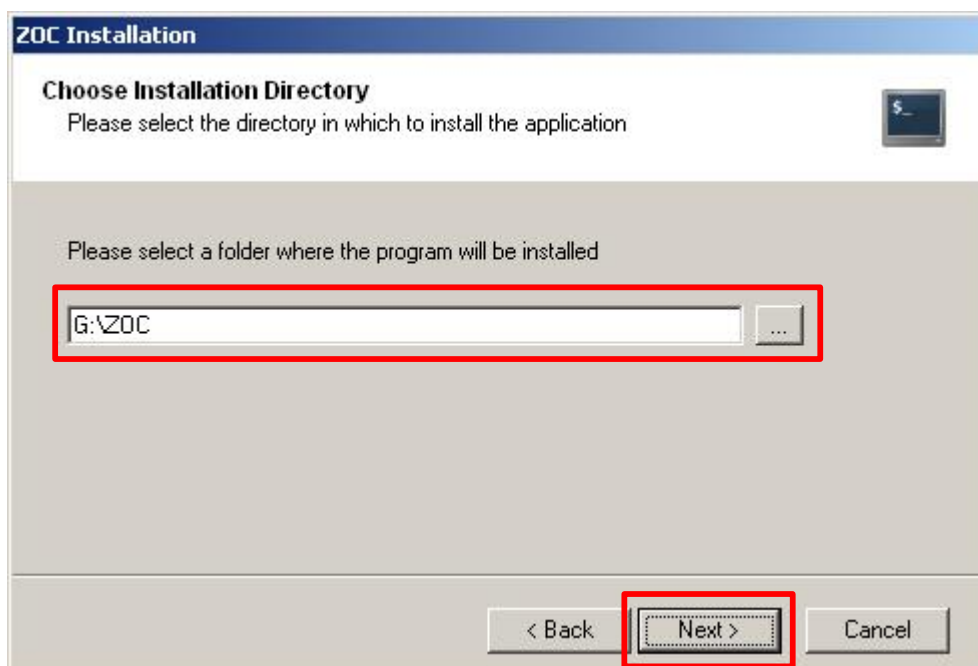 ZOC Installation
Choose Installation Directory
Please select the directory in which to install the application
$_
Please select a folder where the program will be installed
G:\ZOC
...
< Back
Next >
Cancel